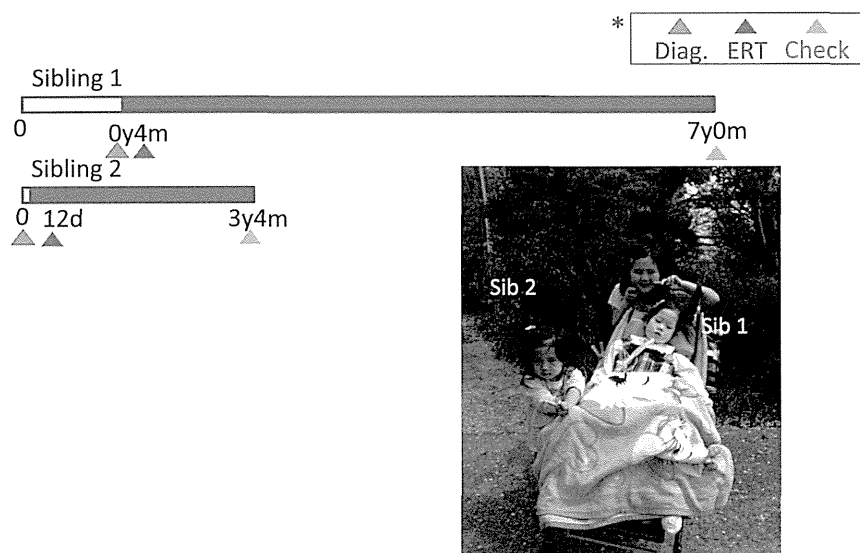 *
Diag. ERT Check
Sibling 1
0 0y4m 7y0m
Sibling 2
0 12d 3y4m
Sib 2
Sib 1